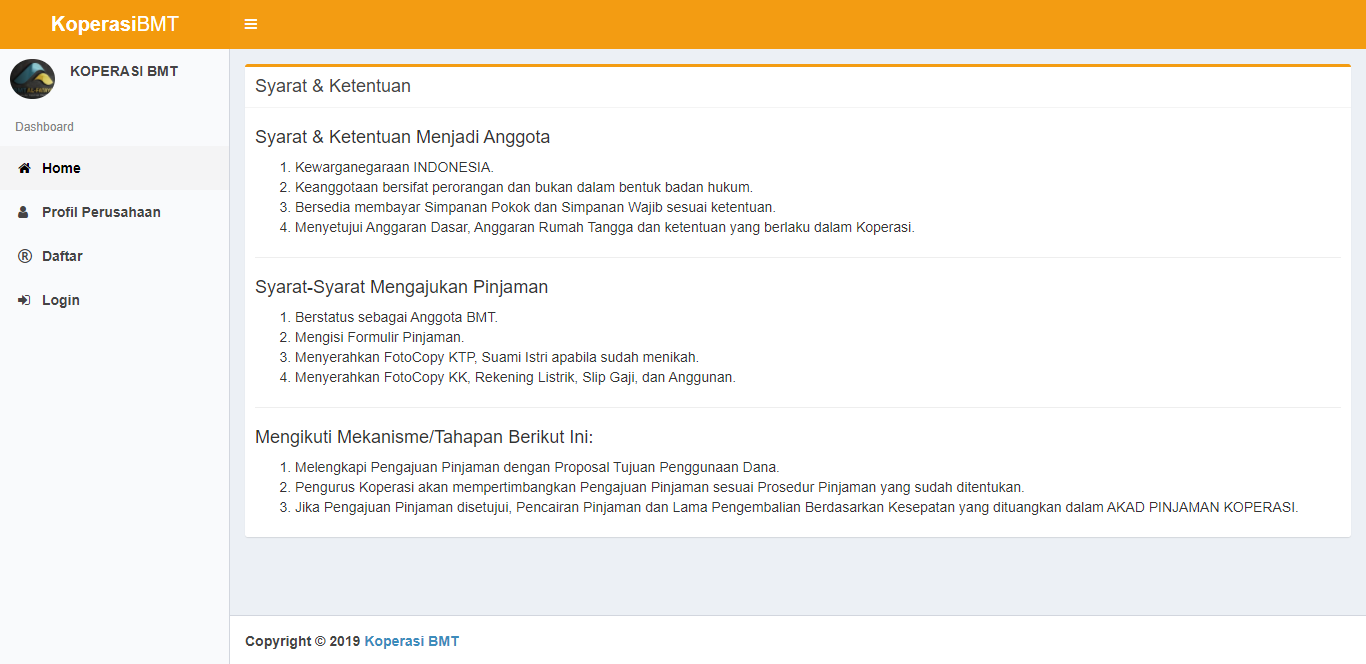 KoperasiBMT
KOPERASI BMT
Dashboard
Home
Profil Perusahaan
Daftar
Login
Syarat & Ketentuan
Syarat & Ketentuan Menjadi Anggota
1. Kewarganegaraan INDONESIA.
2. Keanggotaan bersifat perorangan dan bukan dalam bentuk badan hukum.
3. Bersedia membayar Simpanan Pokok dan Simpanan Wajib sesuai ketentuan.
4. Menyetujui Anggaran Dasar, Anggaran Rumah Tangga dan ketentuan yang berlaku dalam Koperasi.
Syarat-Syarat Mengajukan Pinjaman
1. Berstatus sebagai Anggota BMT.
2. Mengisi Formulir Pinjaman.
3. Menyerahkan FotoCopy KTP, Suami Istri apabila sudah menikah.
4. Menyerahkan FotoCopy KK, Rekening Listrik, Slip Gaji, dan Anggunan.
Mengikuti Mekanisme/Tahapan Berikut Ini:
1. Melengkapi Pengajuan Pinjaman dengan Proposal Tujuan Penggunaan Dana.
2. Pengurus Koperasi akan mempertimbangkan Pengajuan Pinjaman sesuai Prosedur Pinjaman yang sudah ditentukan.
3. Jika Pengajuan Pinjaman disetujui, Pencairan Pinjaman dan Lama Pengembalian Berdasarkan Kesepatan yang dituangkan dalam AKAD PINJAMAN KOPERASI.
Copyright © 2019 Koperasi BMT